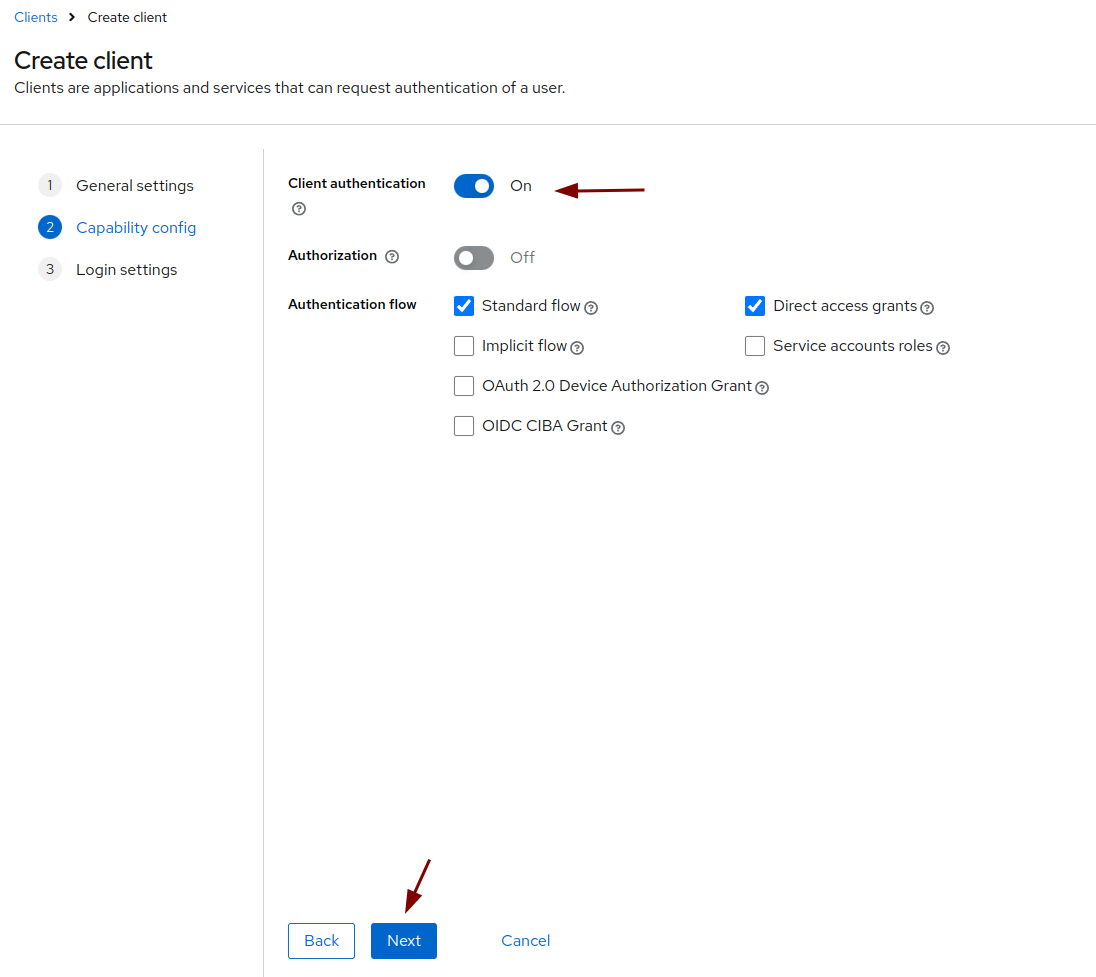 Clients > Create client
Create client
Clients are applications and services that can request authentication of a user.
1 General settings
2 Capability config
3 Login settings
Client authentication On
Authorization Off
Authentication flow Standard flow Direct access grants
Implicit flow Service accounts roles
OAuth 2.0 Device Authorization Grant
OIDC CIBA Grant
Back Next Cancel